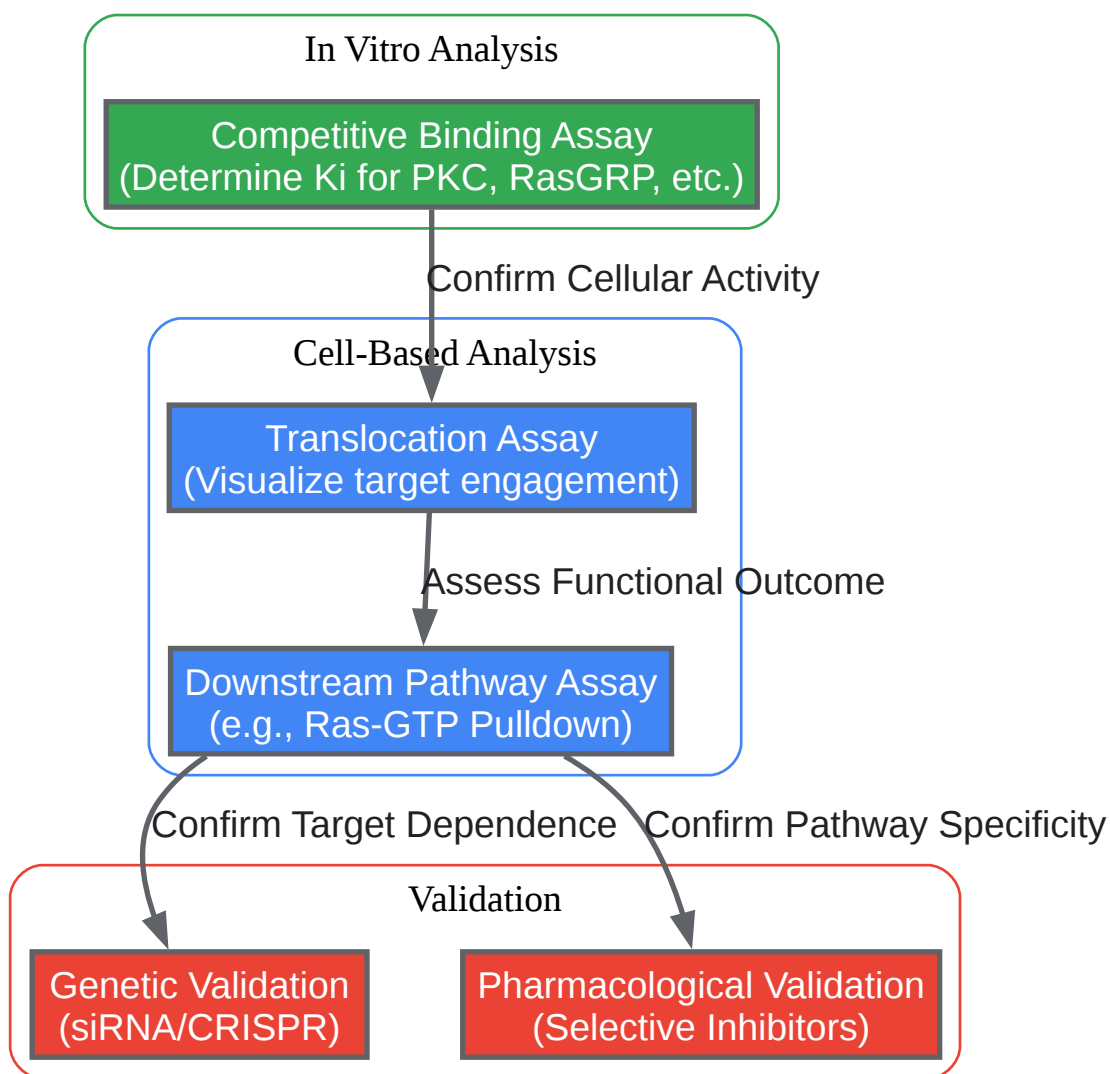 In Vitro Analysis
Competitive Binding Assay
(Determine Ki for PKC, RasGRP, etc.)
Confirm Cellular Activity
Cell-Based Analysis
Translocation Assay
(Visualize target engagement)
Assess Functional Outcome
Downstream Pathway Assay
(e.g., Ras-GTP Pulldown)
Confirm Target Dependence
Confirm Pathway Specificity
Validation
Genetic Validation
(siRNA/CRISPR)
Pharmacological Validation
(Selective Inhibitors)